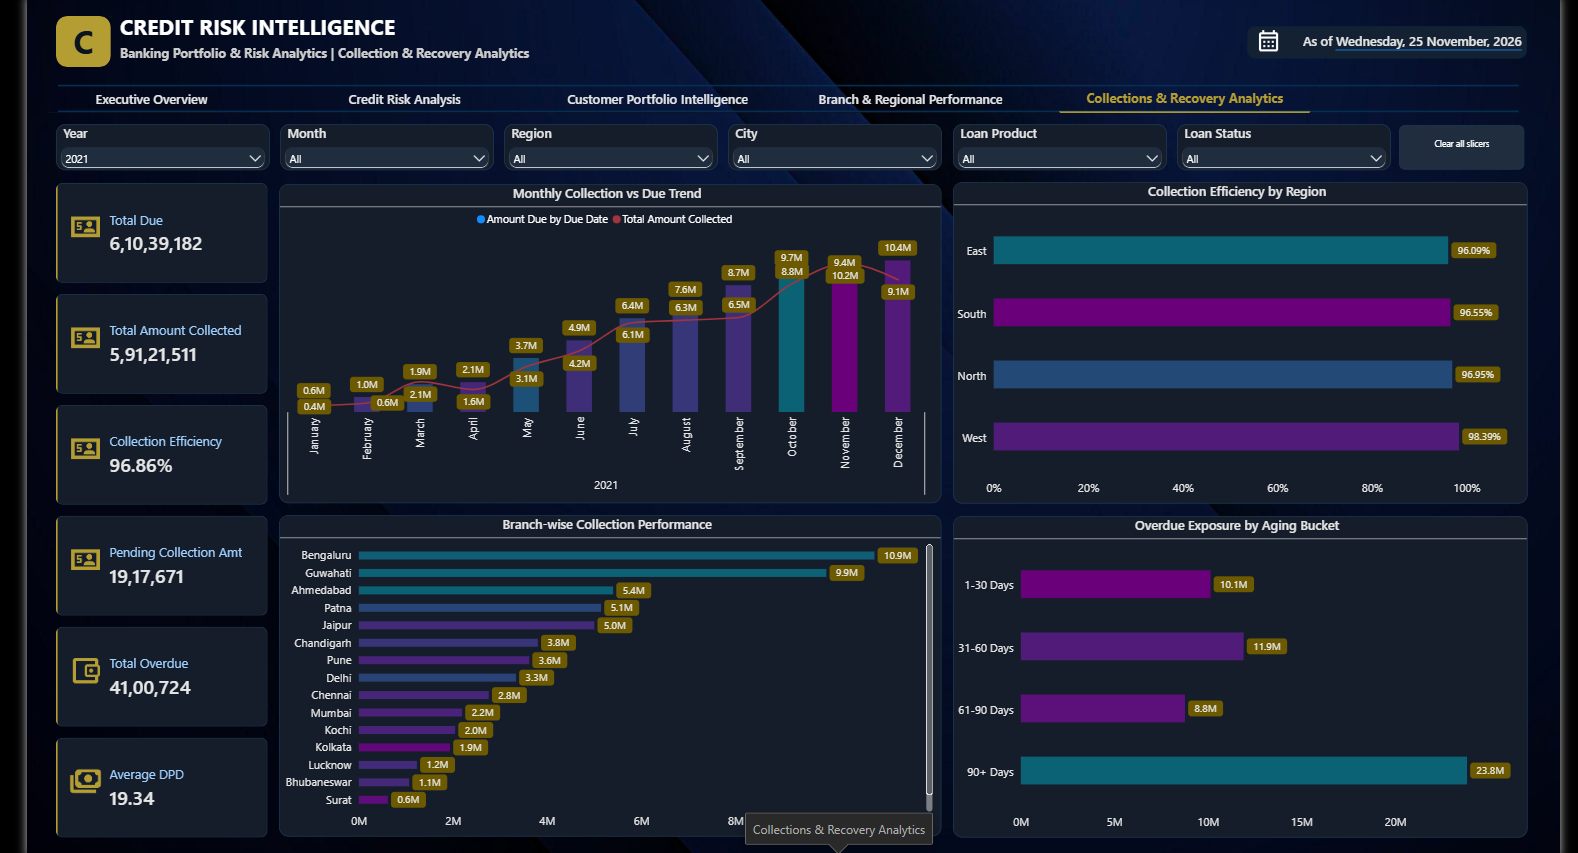 C
CREDIT RISK INTELLIGENCE
Banking Portfolio & Risk Analytics | Collection & Recovery Analytics
As of Wednesday, 25 November, 2026
Executive Overview
Credit Risk Analysis
Customer Portfolio Intelligence
Branch & Regional Performance
Collections & Recovery Analytics
Year
2021
Month
All
Region
All
City
All
Loan Product
All
Loan Status
All
Clear all slicers
Total Due
6,10,39,182
Total Amount Collected
5,91,21,511
Collection Efficiency
96.86%
Pending Collection Amt
19,17,671
Total Overdue
41,00,724
Average DPD
19.34
Monthly Collection vs Due Trend
Amount Due by Due Date Total Amount Collected
0.6M
0.4M
1.0M
0.6M
1.9M
2.1M
2.1M
1.6M
3.7M
3.1M
4.9M
4.2M
6.4M
6.1M
7.6M
6.3M
8.7M
6.5M
9.7M
8.8M
9.4M
10.2M
10.4M
9.1M
January
February
March
April
May
June
July
August
September
October
November
December
2021
Collection Efficiency by Region
East 96.09%
South 96.55%
North 96.95%
West 98.39%
0% 20% 40% 60% 80% 100%
Branch-wise Collection Performance
Bengaluru 10.9M
Guwahati 9.9M
Ahmedabad 5.4M
Patna 5.1M
Jaipur 5.0M
Chandigarh 3.8M
Pune 3.6M
Delhi 3.3M
Chennai 2.8M
Mumbai 2.2M
Kochi 2.0M
Kolkata 1.9M
Lucknow 1.2M
Bhubaneswar 1.1M
Surat 0.6M
0M 2M 4M 6M 8M
Collections & Recovery Analytics
Overdue Exposure by Aging Bucket
1-30 Days 10.1M
31-60 Days 11.9M
61-90 Days 8.8M
90+ Days 23.8M
0M 5M 10M 15M 20M